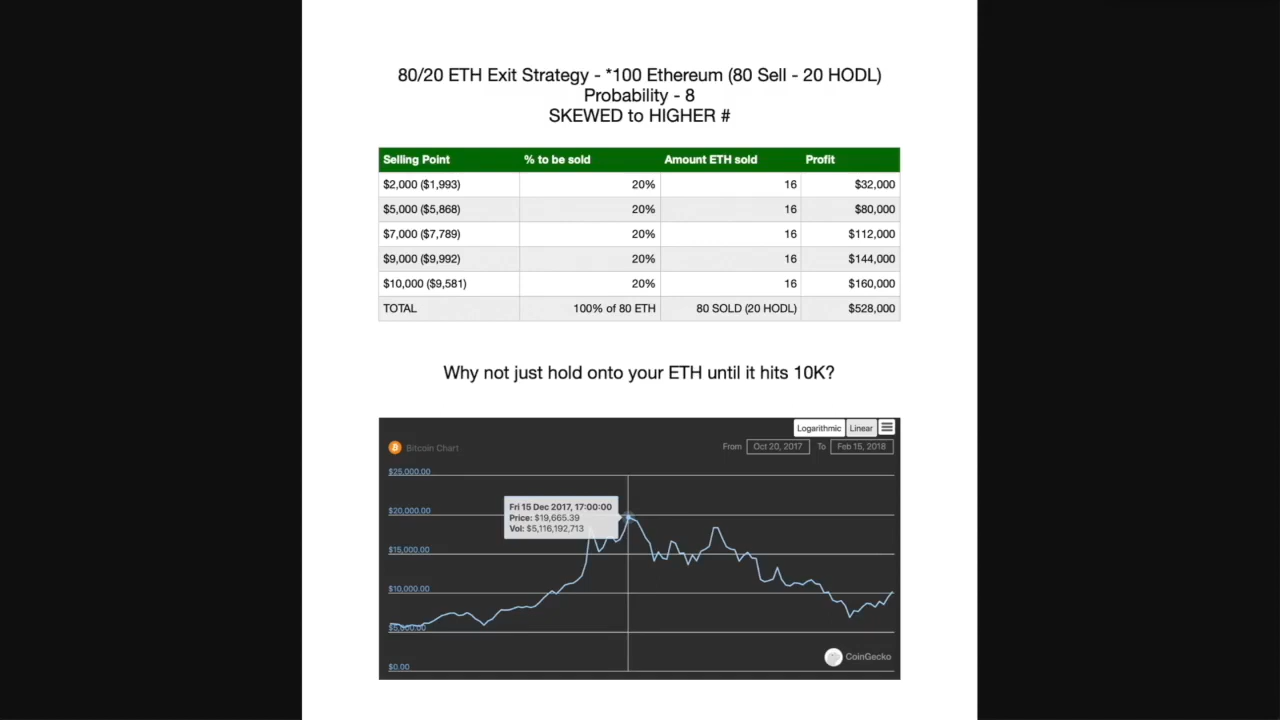 80/20 ETH Exit Strategy - *100 Ethereum (80 Sell - 20 HODL)
Probability - 8
SKEWED to HIGHER #
Selling Point % to be sold Amount ETH sold Profit
$2,000 ($1,993) 20% 16 $32,000
$5,000 ($5,868) 20% 16 $80,000
$7,000 ($7,789) 20% 16 $112,000
$9,000 ($9,992) 20% 16 $144,000
$10,000 ($9,581) 20% 16 $160,000
TOTAL 100% of 80 ETH 80 SOLD (20 HODL) $528,000
Why not just hold onto your ETH until it hits 10K?
Logarithmic Linear
Bitcoin Chart From Oct 20, 2017 To Feb 15, 2018
$25,000.00
Fri 15 Dec 2017, 17:00:00
$20,000.00
Price: $19,665.39
Vol: $5,116,192,713
$15,000.00
$10,000.00
$5,000.00
CoinGecko
$0.00